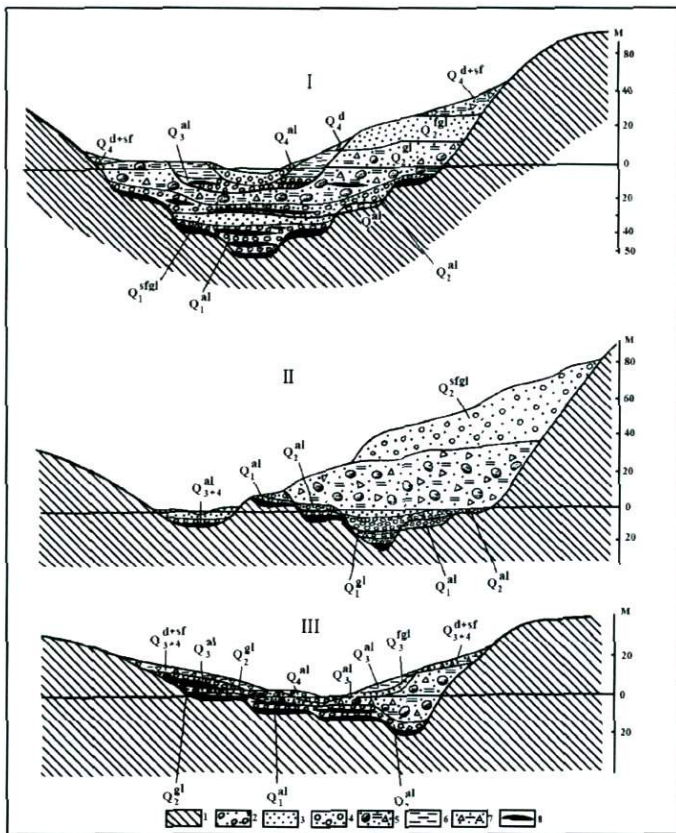 M
80
I
Q₄ᵈ⁺ˢᶠ
40
Q₄ᵈ⁺ˢᶠ Q₃ᵃˡ Q₄ᵃˡ Q₄ᵈ Q₂ᶠᵍˡ
20
Q₂ᵍˡ
0
20
Q₁ˢᶠᵍˡ Q₁ᵃˡ Q₂ᵃˡ
40
50
M
80
II
Q₂ˢᶠᵍˡ
60
40
Q₃₊₄ᵃˡ Q₁ᵃˡ Q₂ᵃˡ
20
0
20
Q₁ᵍˡ Q₁ᵃˡ Q₂ᵃˡ
M
III
Q₃₊₄ᵈ⁺ˢᶠ Q₃ᵃˡ Q₂ᵍˡ Q₄ᵃˡ Q₃ᵃˡ Q₃ᵃˡ Q₃ᶠᵍˡ Q₃₊₄ᵈ⁺ˢᶠ
20
0
20
Q₂ᵍˡ Q₁ᵃˡ Q₂ᵃˡ
1 2 3 4 5 6 7 8